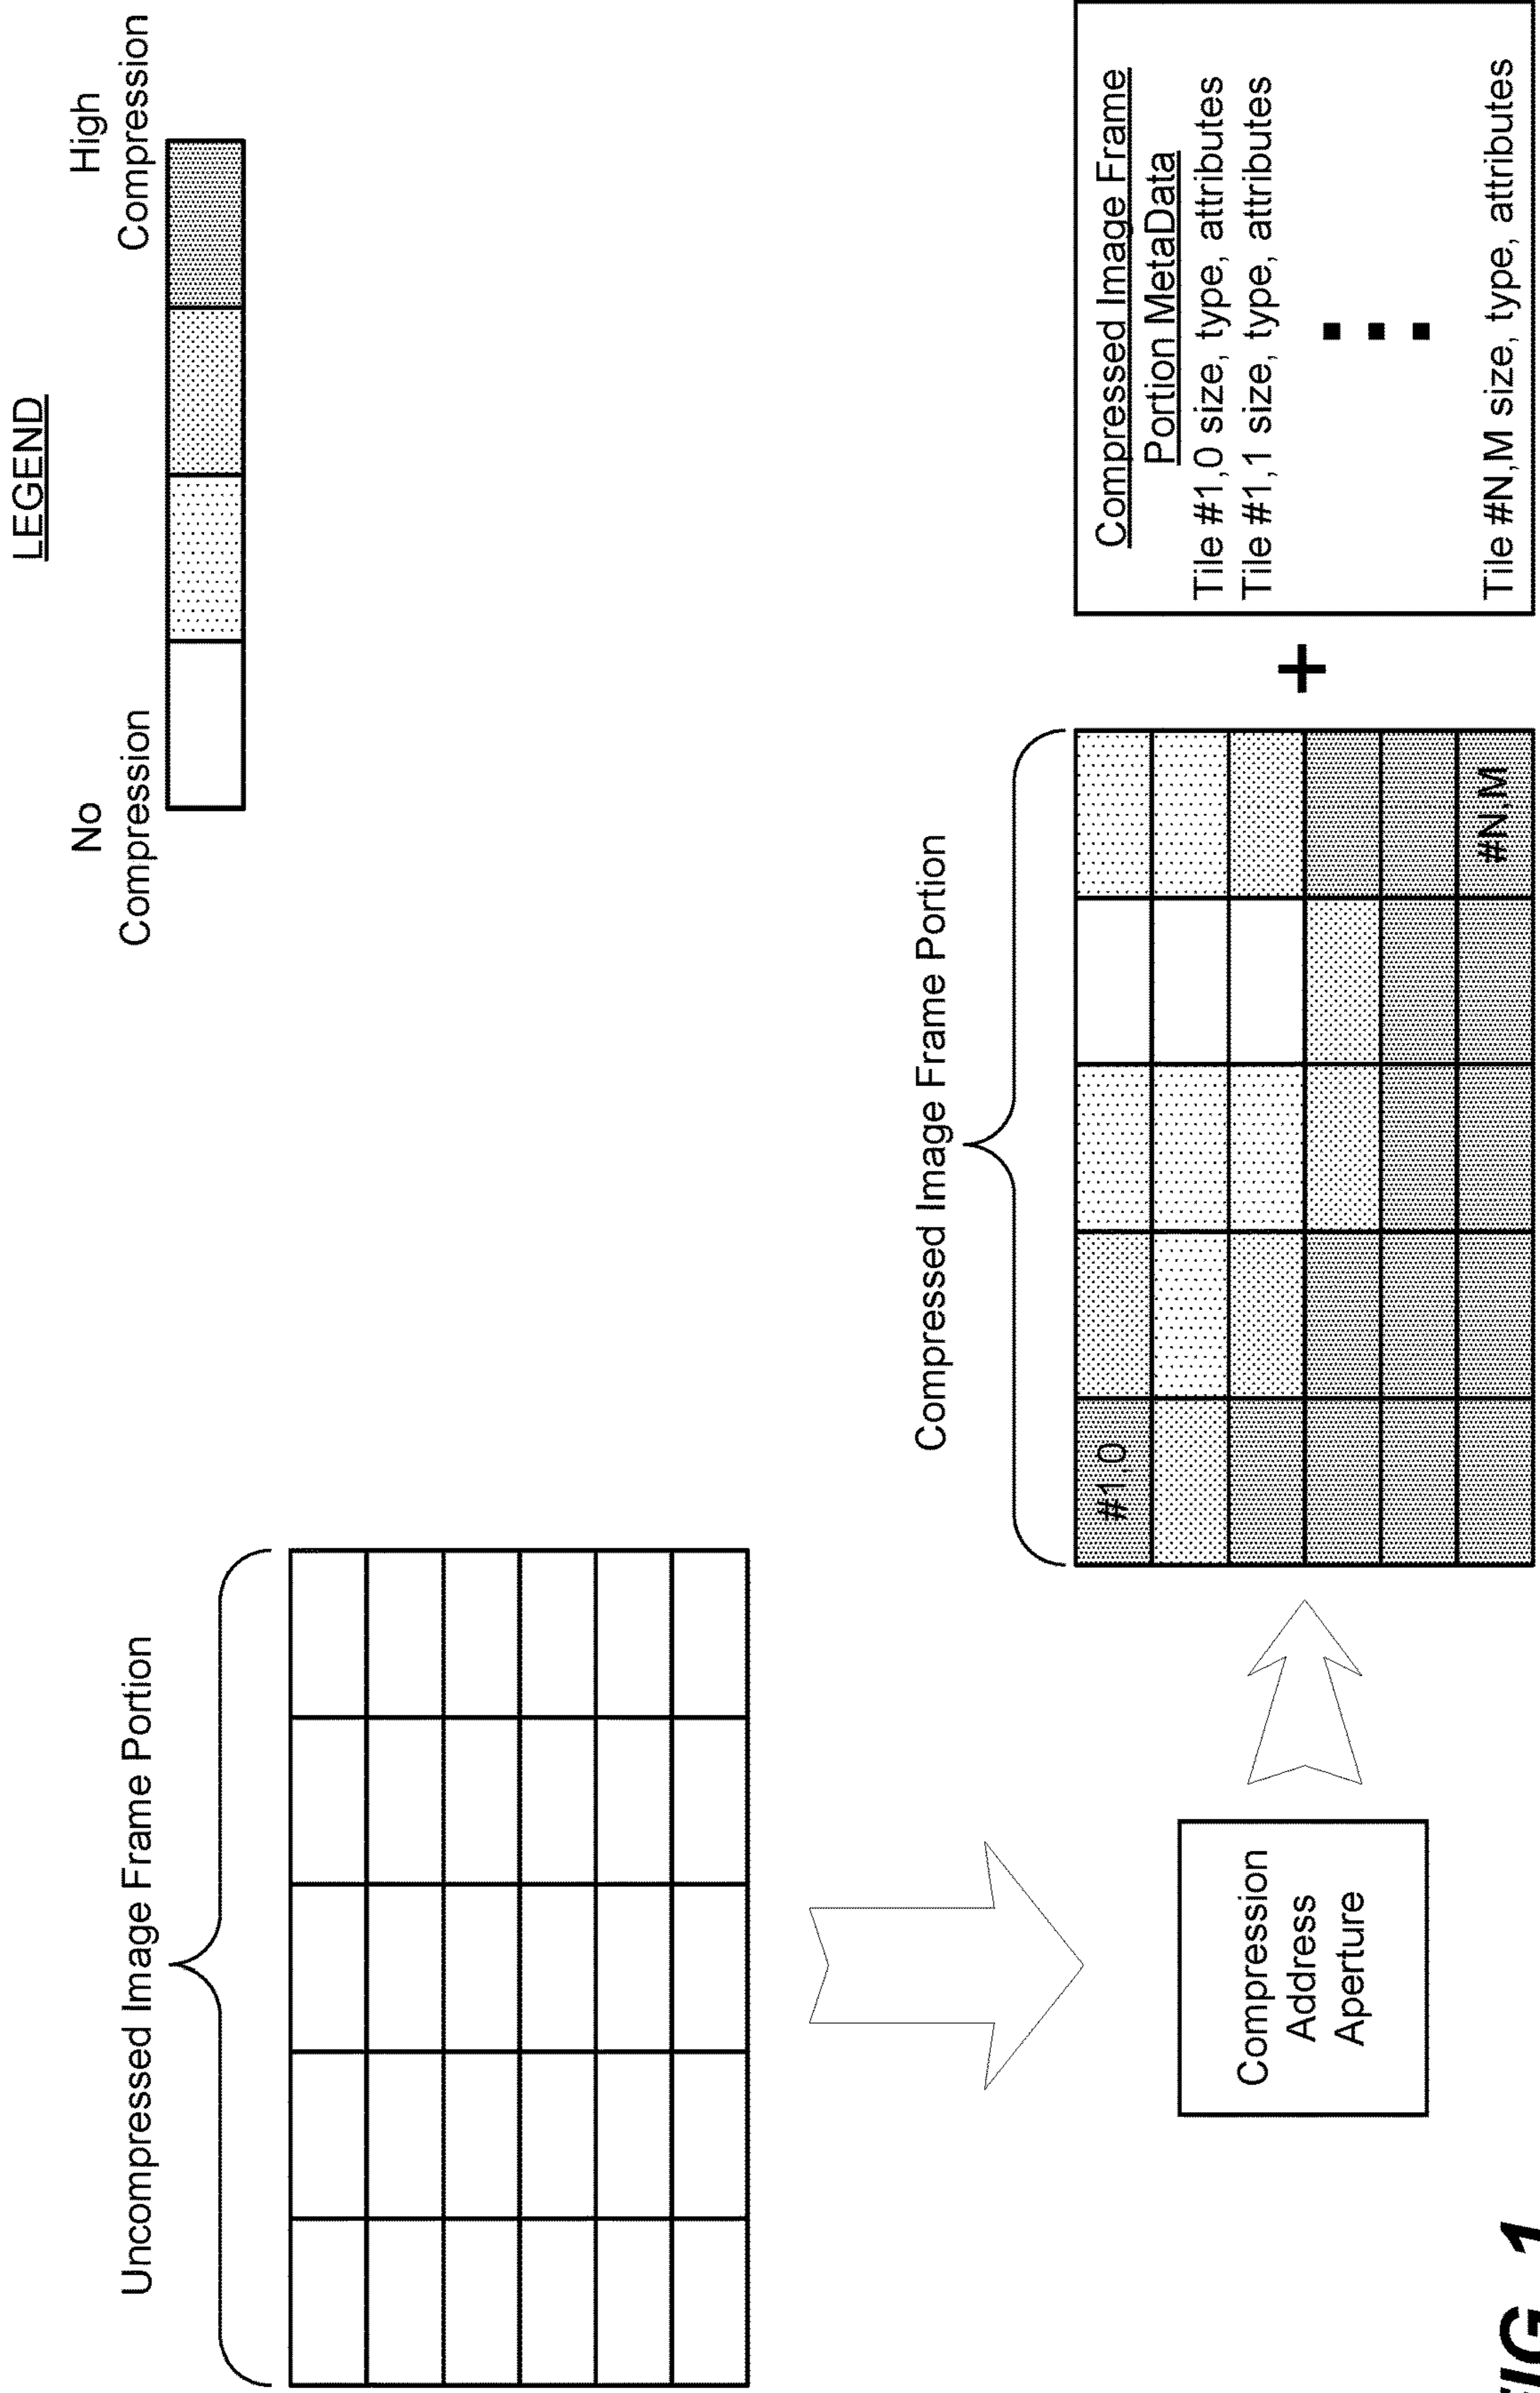 LEGEND
No
Compression
High
Compression
Uncompressed Image Frame Portion
Compression
Address
Aperture
Compressed Image Frame Portion
#1,0
#N,M
+
Compressed Image Frame
Portion MetaData
Tile #1,0 size, type, attributes
Tile #1,1 size, type, attributes
Tile #N,M size, type, attributes
FIG. 1